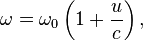 ω = ω₀ (1 + u/c),